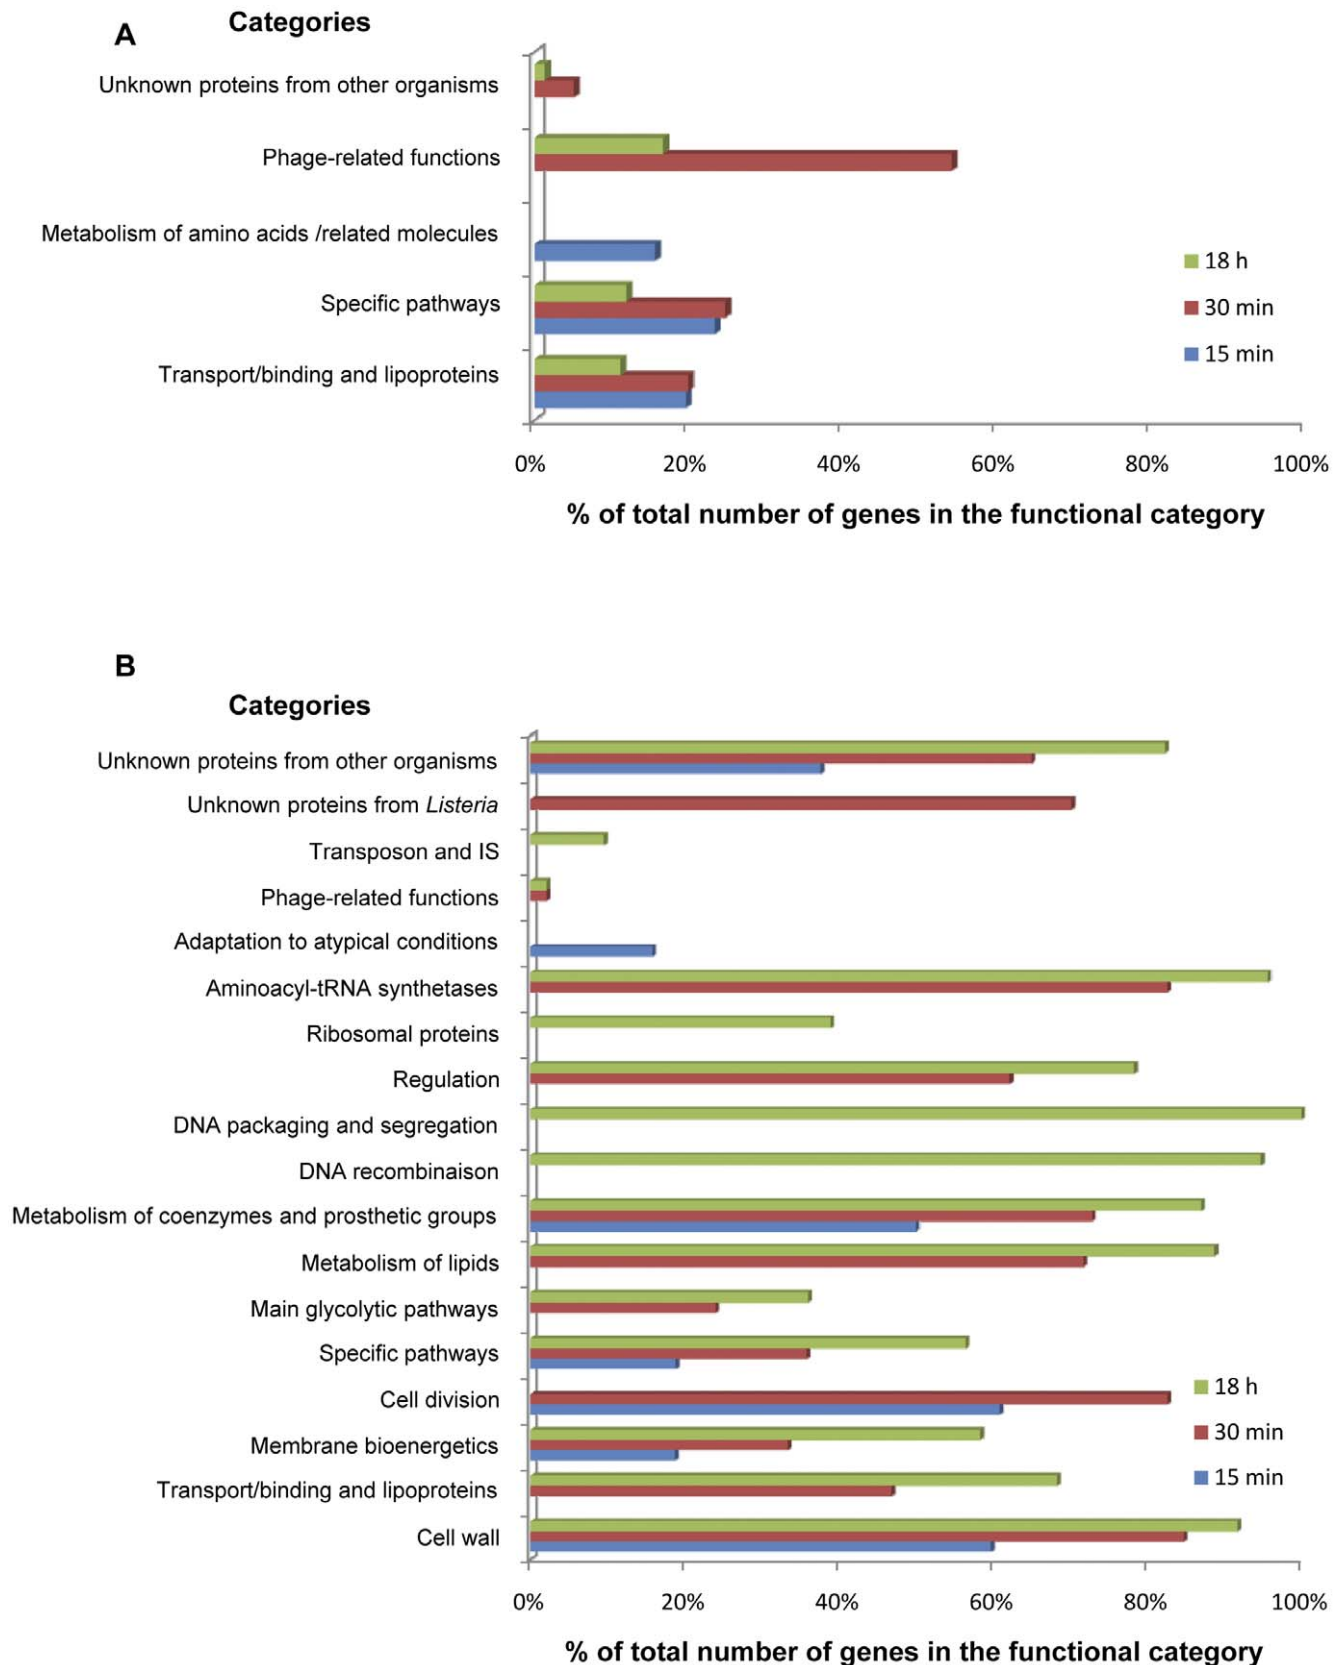 A
Categories
Unknown proteins from other organisms
Phage-related functions
Metabolism of amino acids /related molecules
Specific pathways
Transport/binding and lipoproteins
18 h
30 min
15 min
0% 20% 40% 60% 80% 100%
% of total number of genes in the functional category
B
Categories
Unknown proteins from other organisms
Unknown proteins from Listeria
Transposon and IS
Phage-related functions
Adaptation to atypical conditions
Aminoacyl-tRNA synthetases
Ribosomal proteins
Regulation
DNA packaging and segregation
DNA recombinaison
Metabolism of coenzymes and prosthetic groups
Metabolism of lipids
Main glycolytic pathways
Specific pathways
Cell division
Membrane bioenergetics
Transport/binding and lipoproteins
Cell wall
18 h
30 min
15 min
0% 20% 40% 60% 80% 100%
% of total number of genes in the functional category